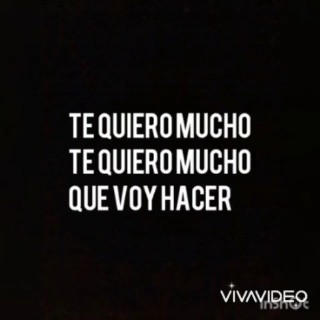 TE QUIERO MUCHO
TE QUIERO MUCHO
QUE VOY HACER
VIVAVIDEO
InShOt